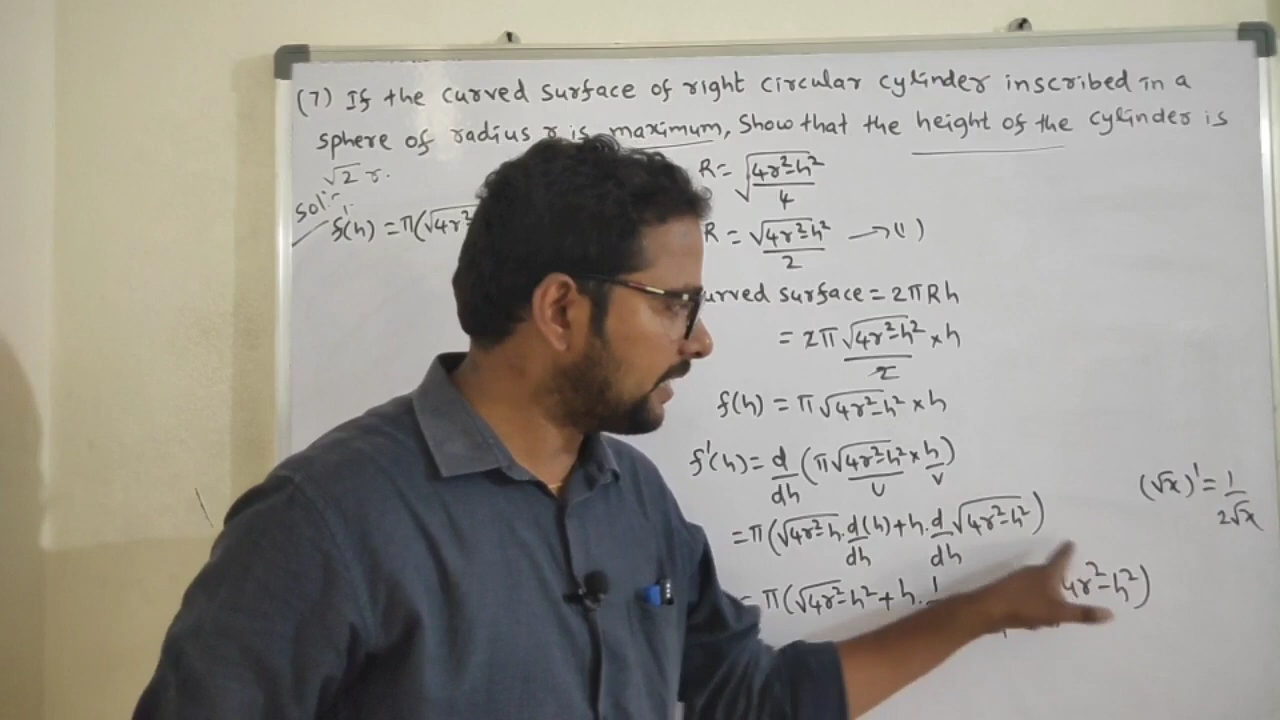 (7) If the curved surface of right circular cylinder inscribed in a
sphere of radius r is maximum, Show that the height of the cylinder is
√2 r.
sol:-
f'(h) = π(√4r²
R = √(4r²-h²/4)
R = √4r²-h²/2 →(1)
urved surface = 2πRh
= 2π √4r²-h²/2 × h
f(h) = π√4r²-h² × h
f'(h) = d/dh (π√4r²-h² × h)
u v
= π(√4r²-h . d/dh (h) + h. d/dh √4r²-h²)
= π(√4r²-h² + h. 1 4r²-h²)
(√x)' = 1/2√x